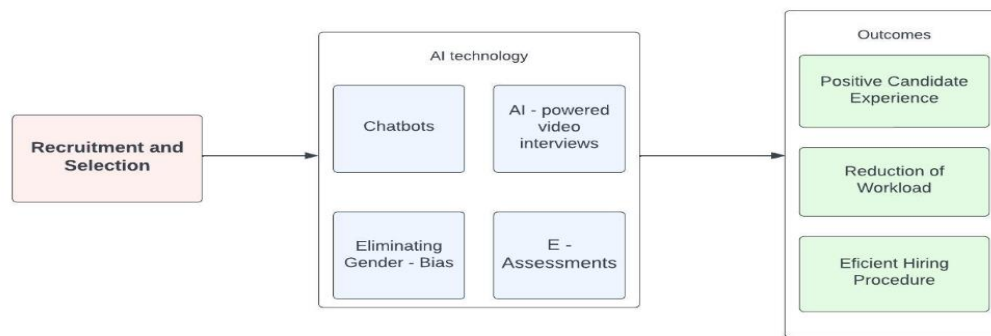 Recruitment and
Selection
AI technology
Chatbots
AI - powered
video
interviews
Eliminating
Gender - Bias
E -
Assessments
Outcomes
Positive Candidate
Experience
Reduction of
Workload
Eficient Hiring
Procedure